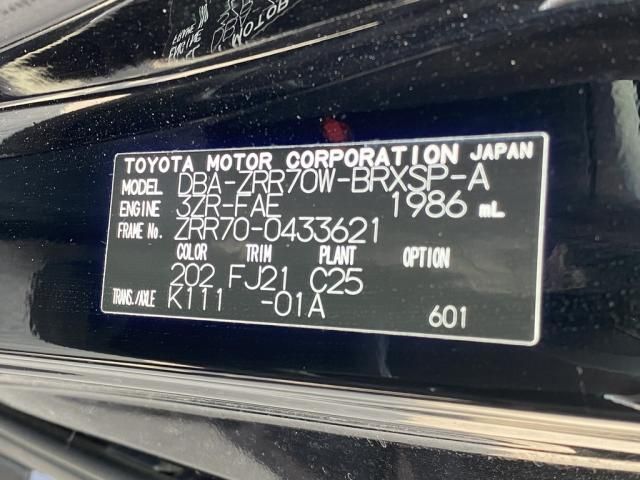 TOYOTA MOTOR CORPORATION JAPAN
MODEL DBA-ZRR70W-BRXSP-A
ENGINE 3ZR-FAE 1986 mL
FRAME No. ZRR70-0433621
COLOR TRIM PLANT OPTION
202 FJ21 C25
TRANS./AXLE K111 -01A
601